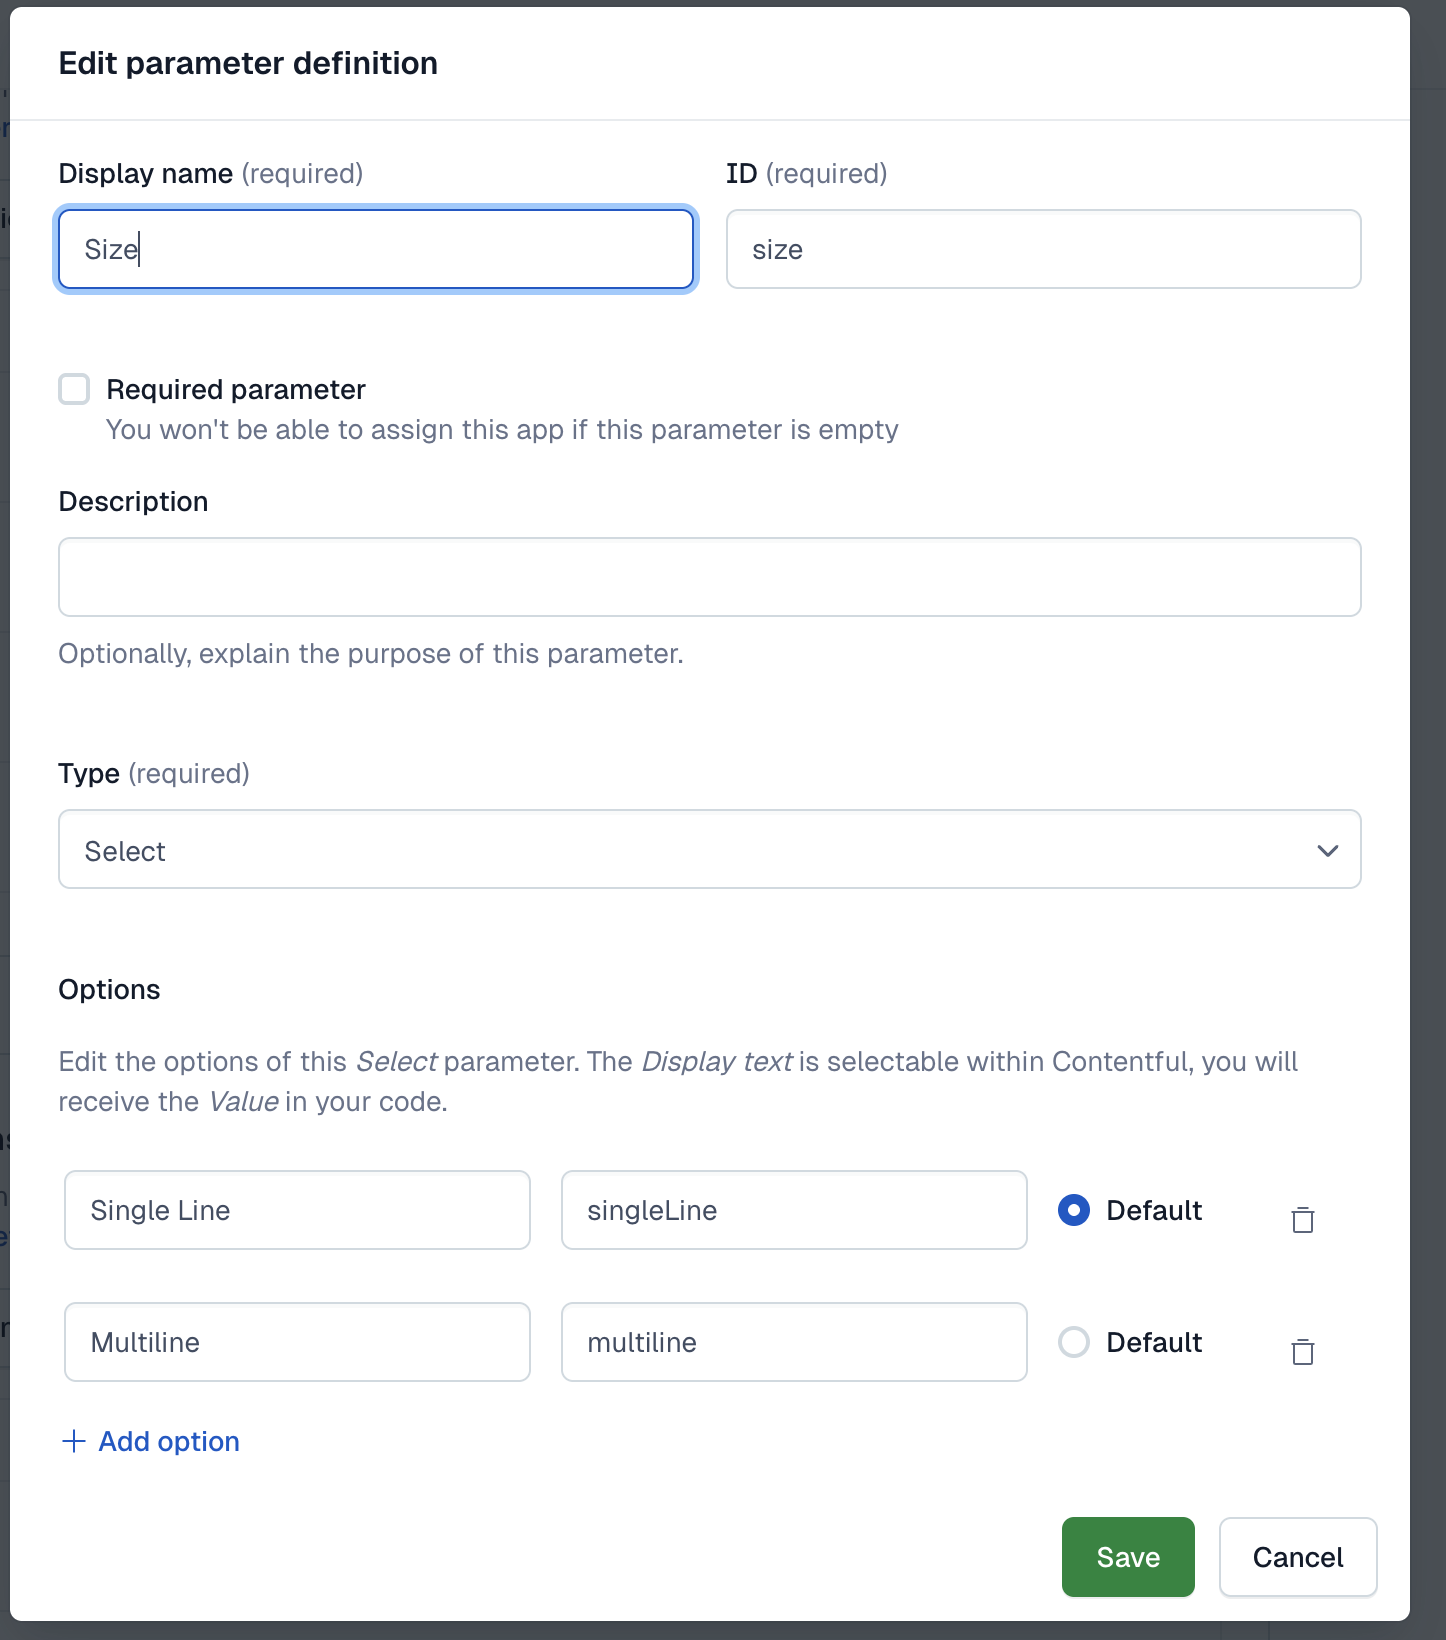 Edit parameter definition
Display name (required)
ID (required)
Size
size
Required parameter
You won't be able to assign this app if this parameter is empty
Description
Optionally, explain the purpose of this parameter.
Type (required)
Select
Options
Edit the options of this Select parameter. The Display text is selectable within Contentful, you will
receive the Value in your code.
Single Line
singleLine
Default
Multiline
multiline
Default
Add option
Save
Cancel